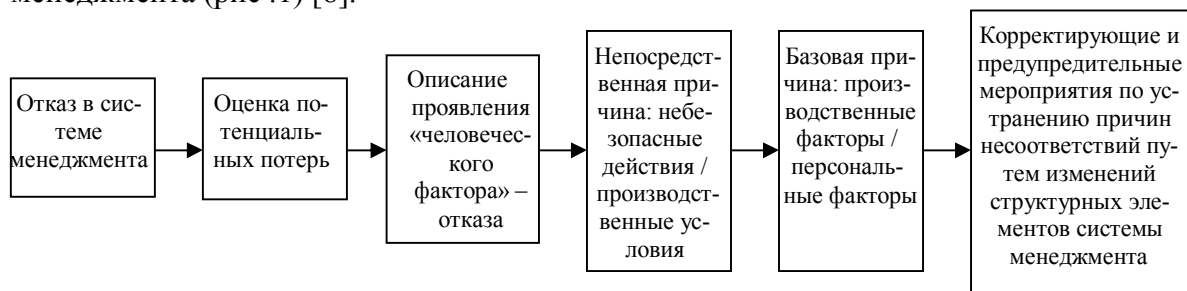 менеджмента (рис .1) [6].
Отказ в сис-
теме
менеджмента
Оценка по-
тенциаль-
ных потерь
Описание
проявления
«человечес-
кого
фактора» –
отказа
Непосредст-
венная при-
чина: небе-
зопасные
действия /
производст-
венные ус-
ловия
Базовая при-
чина: произ-
водственные
факторы /
персональ-
ные факторы
Корректирующие и
предупредительные
мероприятия по ус-
транению причин
несоответствий пу-
тем изменений
структурных эле-
ментов системы
менеджмента